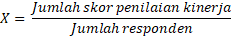 X = Jumlah skor penilaian kinerja
Jumlah responden